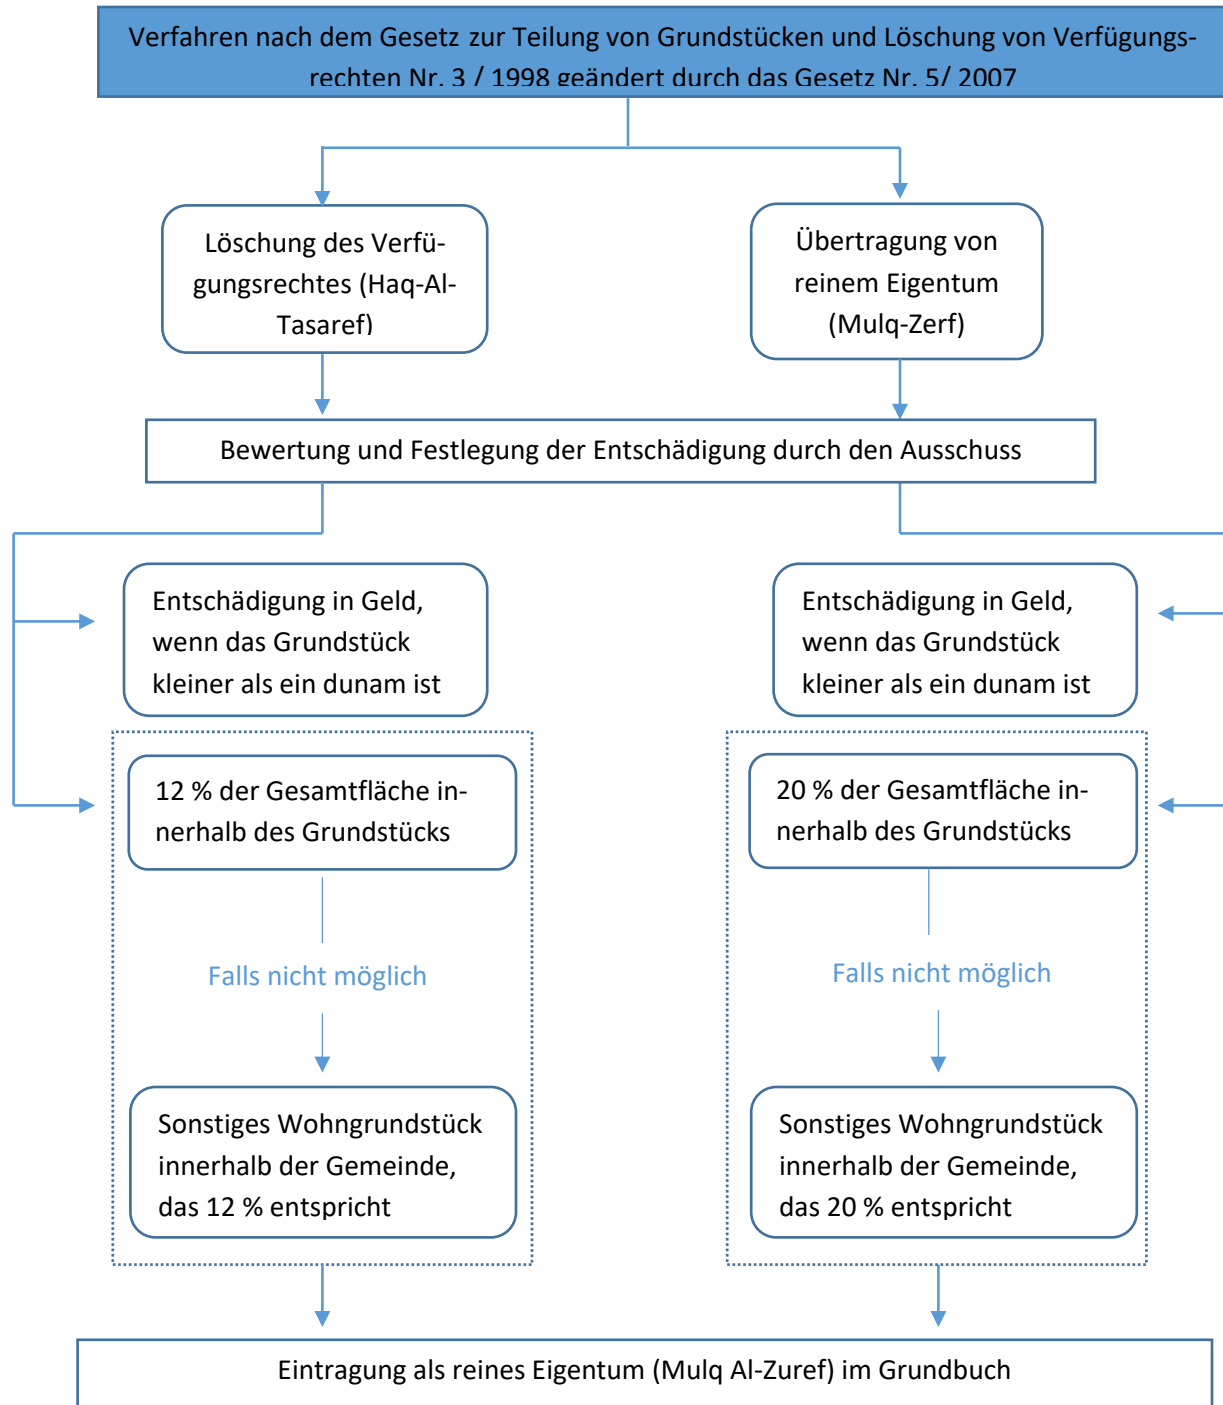 Verfahren nach dem Gesetz zur Teilung von Grundstücken und Löschung von Verfügungs-
rechten Nr. 3 / 1998 geändert durch das Gesetz Nr. 5/ 2007
Löschung des Verfü-
gungsrechtes (Haq-Al-
Tasaref)
Übertragung von
reinem Eigentum
(Mulq-Zerf)
Bewertung und Festlegung der Entschädigung durch den Ausschuss
Entschädigung in Geld,
wenn das Grundstück
kleiner als ein dunam ist
Entschädigung in Geld,
wenn das Grundstück
kleiner als ein dunam ist
12 % der Gesamtfläche in-
nerhalb des Grundstücks
20 % der Gesamtfläche in-
nerhalb des Grundstücks
Falls nicht möglich
Falls nicht möglich
Sonstiges Wohngrundstück
innerhalb der Gemeinde,
das 12 % entspricht
Sonstiges Wohngrundstück
innerhalb der Gemeinde,
das 20 % entspricht
Eintragung als reines Eigentum (Mulq Al-Zuref) im Grundbuch